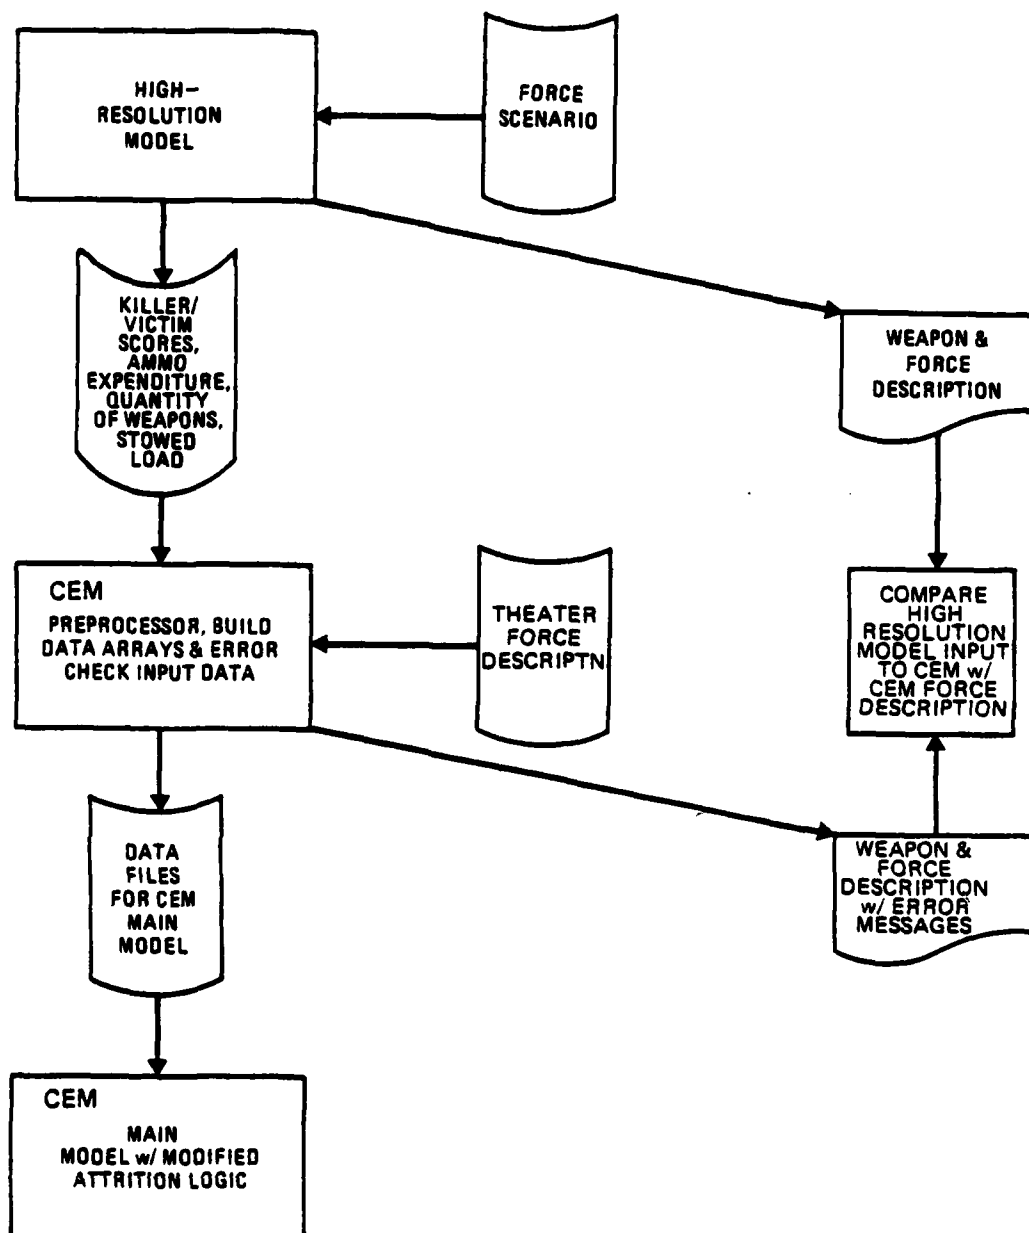 HIGH-
RESOLUTION
MODEL
FORCE
SCENARIO
KILLER/
VICTIM
SCORES,
AMMO
EXPENDITURE,
QUANTITY
OF WEAPONS,
STOWED
LOAD
WEAPON &
FORCE
DESCRIPTION
CEM
PREPROCESSOR, BUILD
DATA ARRAYS & ERROR
CHECK INPUT DATA
THEATER
FORCE
DESCRIPTN
COMPARE
HIGH
RESOLUTION
MODEL INPUT
TO CEM w/
CEM FORCE
DESCRIPTION
DATA
FILES
FOR CEM
MAIN
MODEL
WEAPON &
FORCE
DESCRIPTION
w/ ERROR
MESSAGES
CEM
MAIN
MODEL w/ MODIFIED
ATTRITION LOGIC